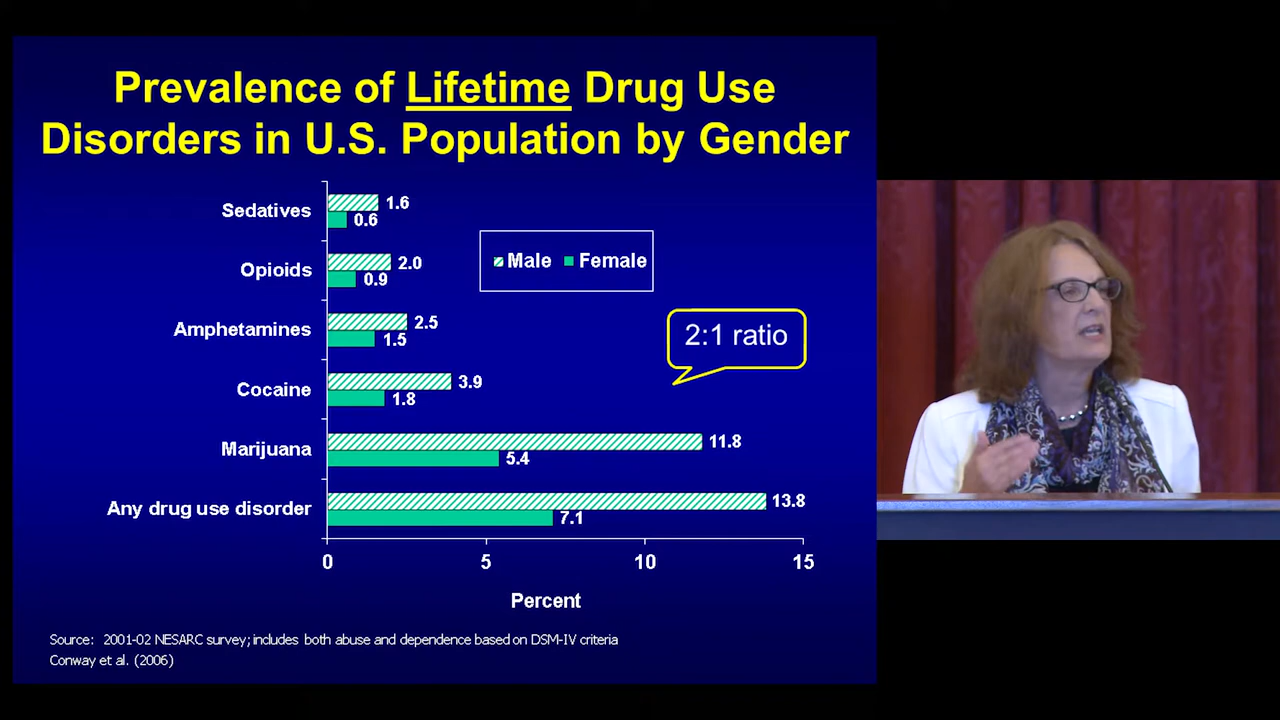 Prevalence of Lifetime Drug Use
Disorders in U.S. Population by Gender
Sedatives
1.6
0.6
Opioids
2.0
0.9
Male
Female
Amphetamines
2.5
1.5
2:1 ratio
Cocaine
3.9
1.8
Marijuana
11.8
5.4
Any drug use disorder
13.8
7.1
0 5 10 15
Percent
Source: 2001-02 NESARC survey; includes both abuse and dependence based on DSM-IV criteria
Conway et al. (2006)